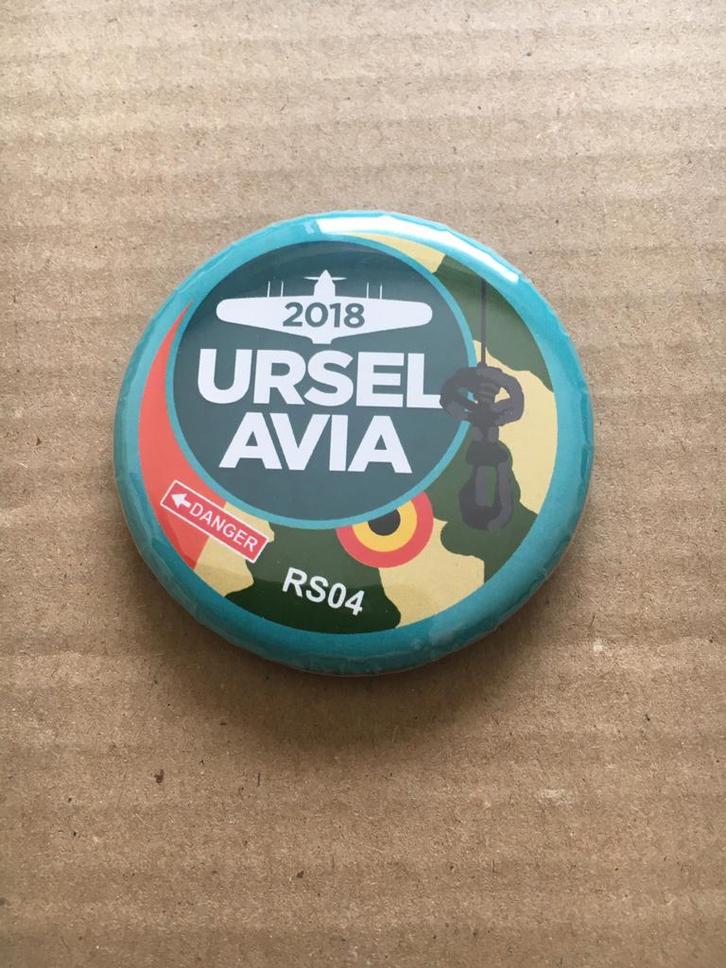 2018
URSEL
AVIA
←DANGER
RS04